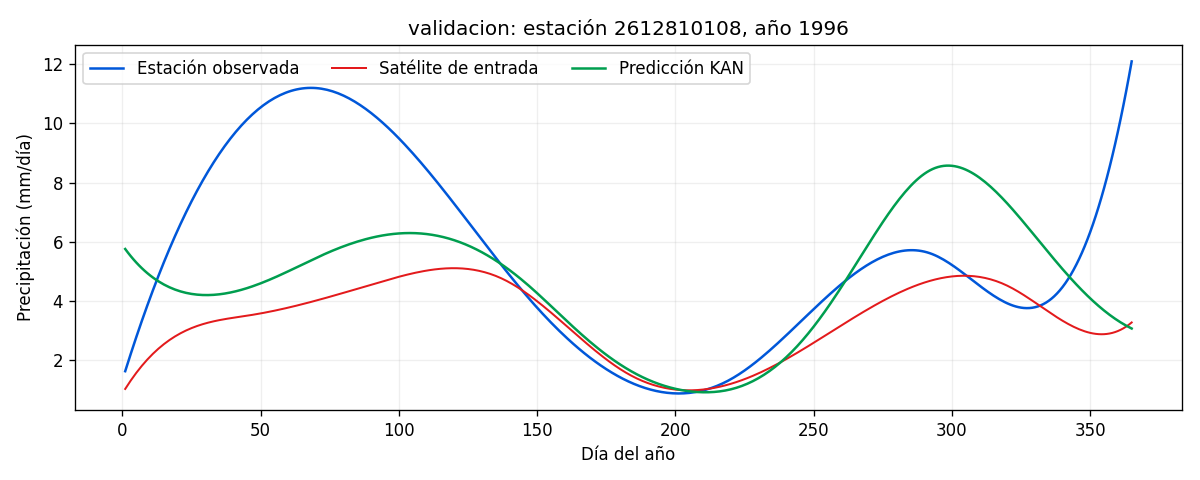 validacion: estación 2612810108, año 1996
Estación observada
Satélite de entrada
Predicción KAN
Precipitación (mm/día)
12
10
8
6
4
2
0
50
100
150
200
250
300
350
Día del año